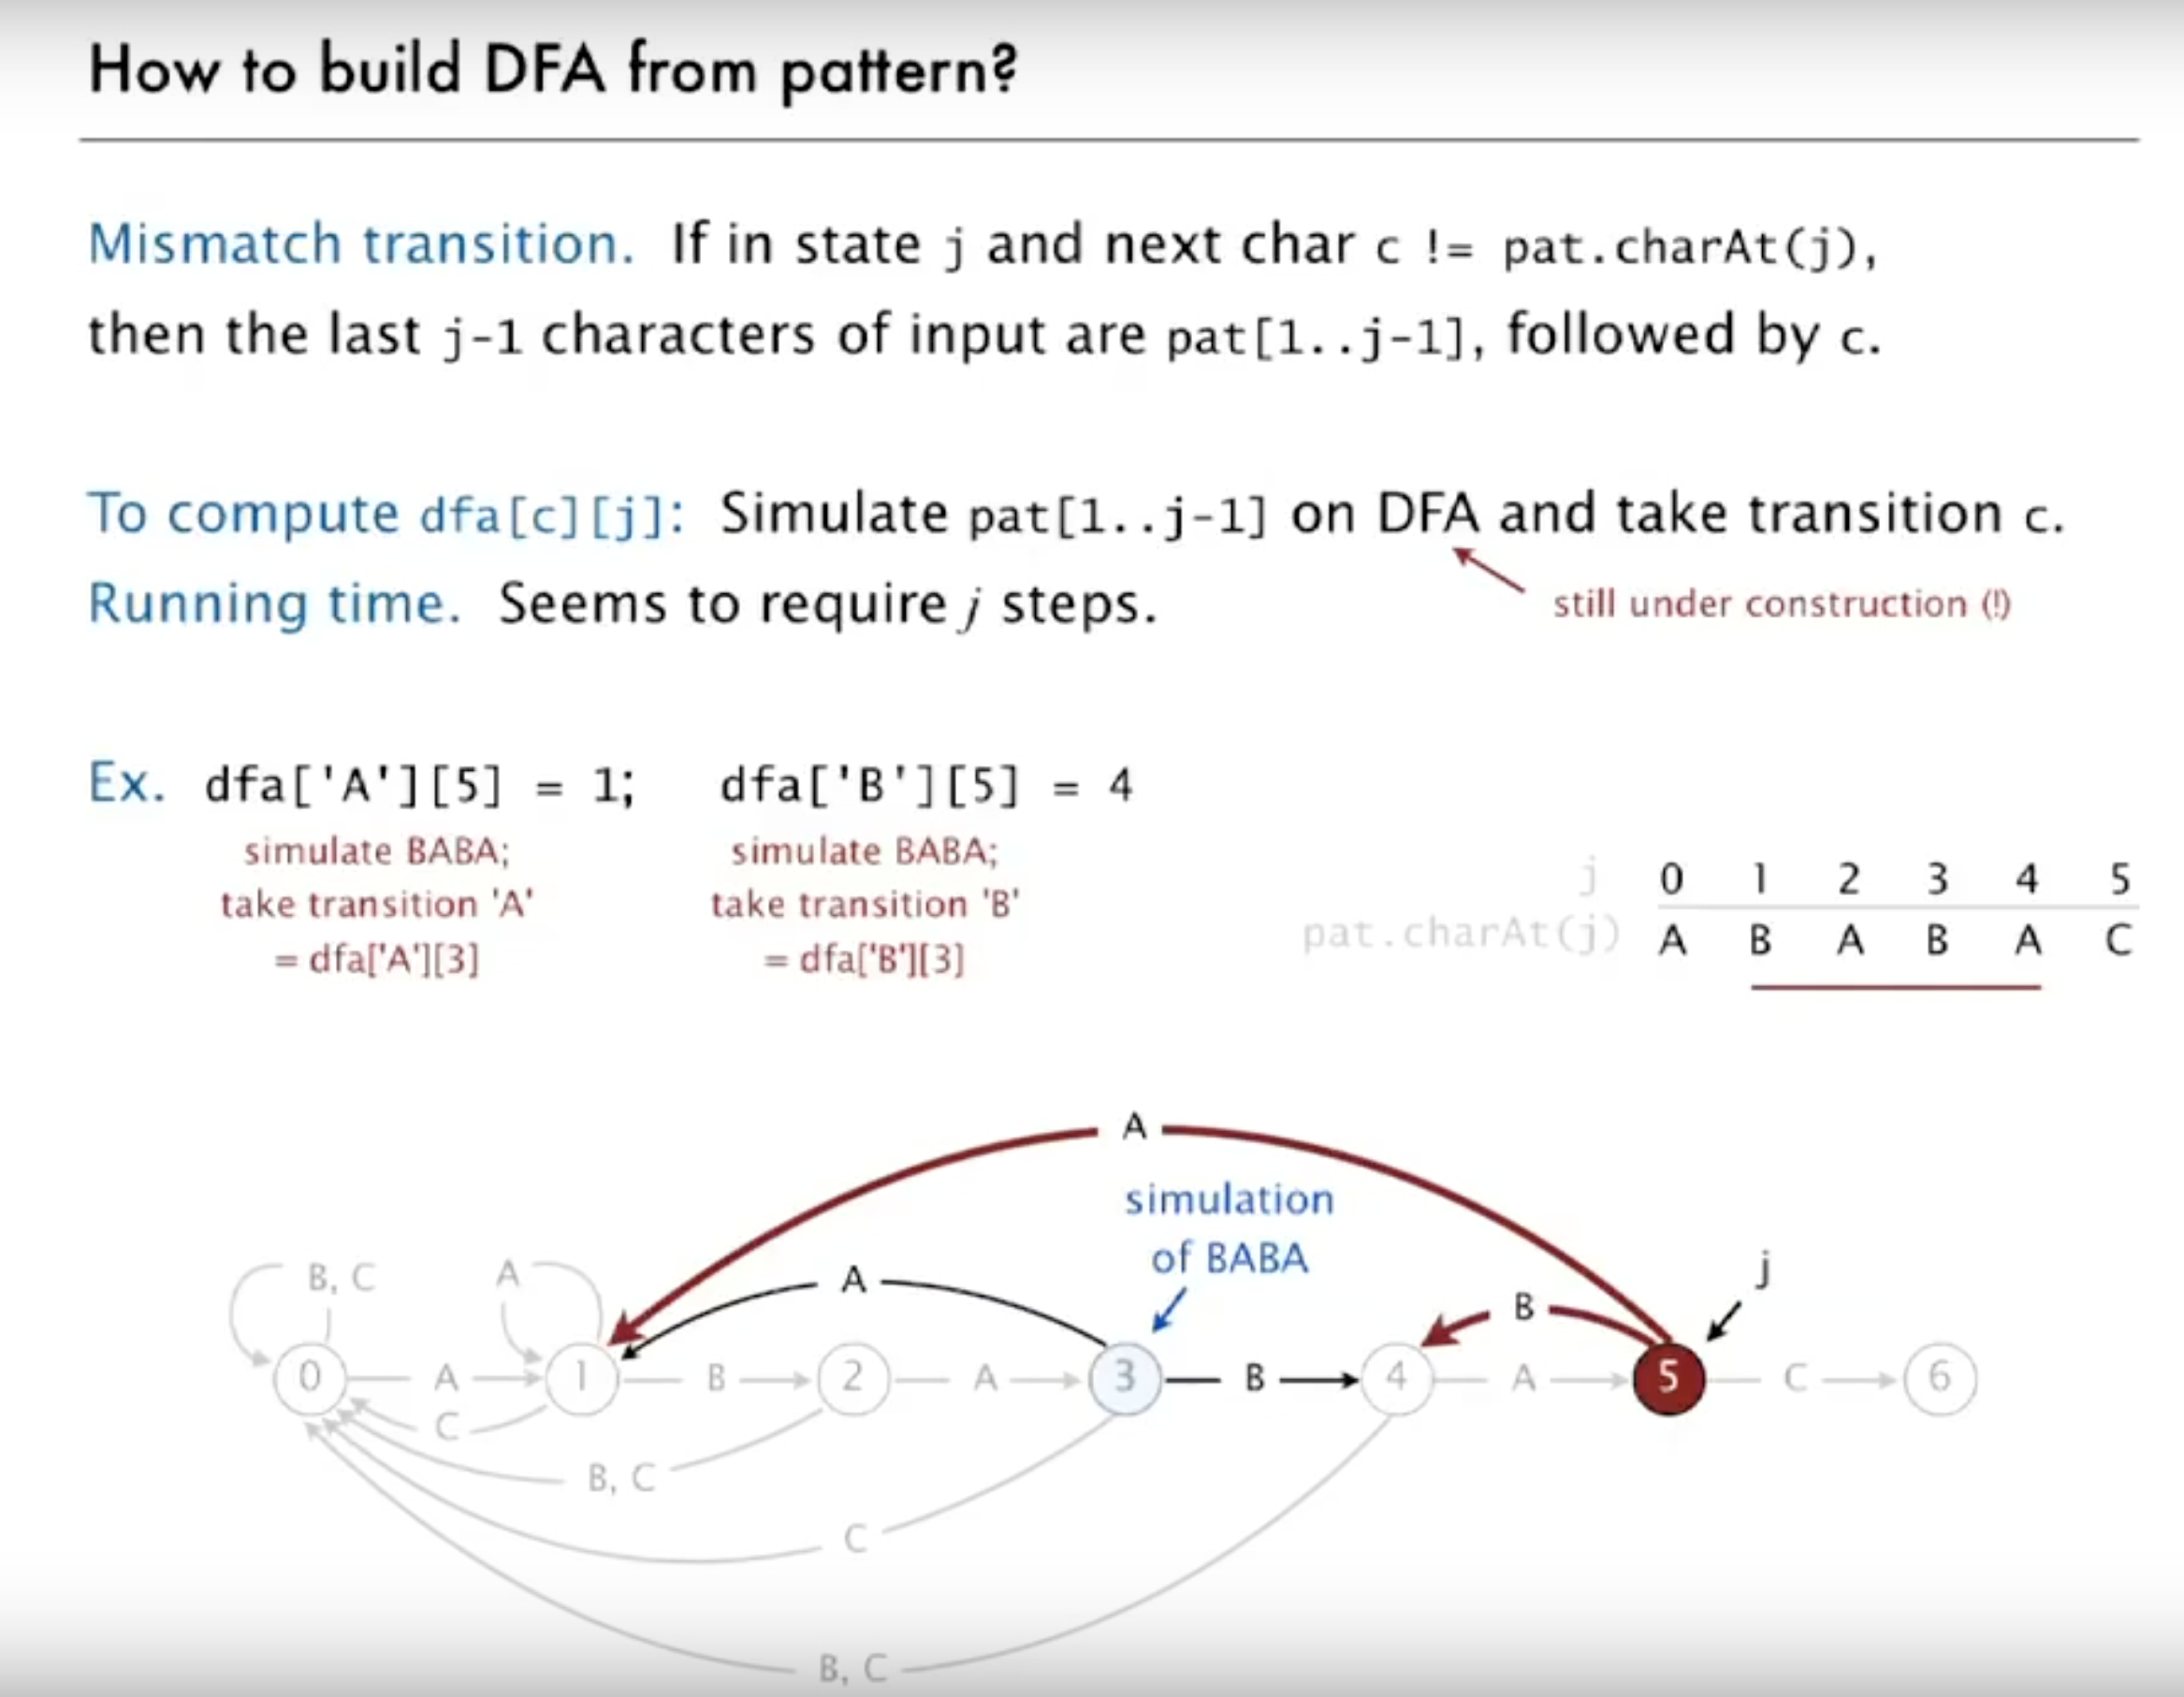 How to build DFA from pattern?
Mismatch transition. If in state j and next char c != pat.charAt(j),
then the last j-1 characters of input are pat[1..j-1], followed by c.
To compute dfa[c][j]: Simulate pat[1..j-1] on DFA and take transition c.
Running time. Seems to require j steps.
still under construction (!)
Ex. dfa['A'][5] = 1; dfa['B'][5] = 4
simulate BABA; simulate BABA;
take transition 'A' take transition 'B'
= dfa['A'][3] = dfa['B'][3]
j 0 1 2 3 4 5
pat.charAt(j) A B A B A C
A
simulation
of BABA
j
B, C A A B
0 A 1 B 2 A 3 B 4 A 5 C 6
C
B, C
C
B, C